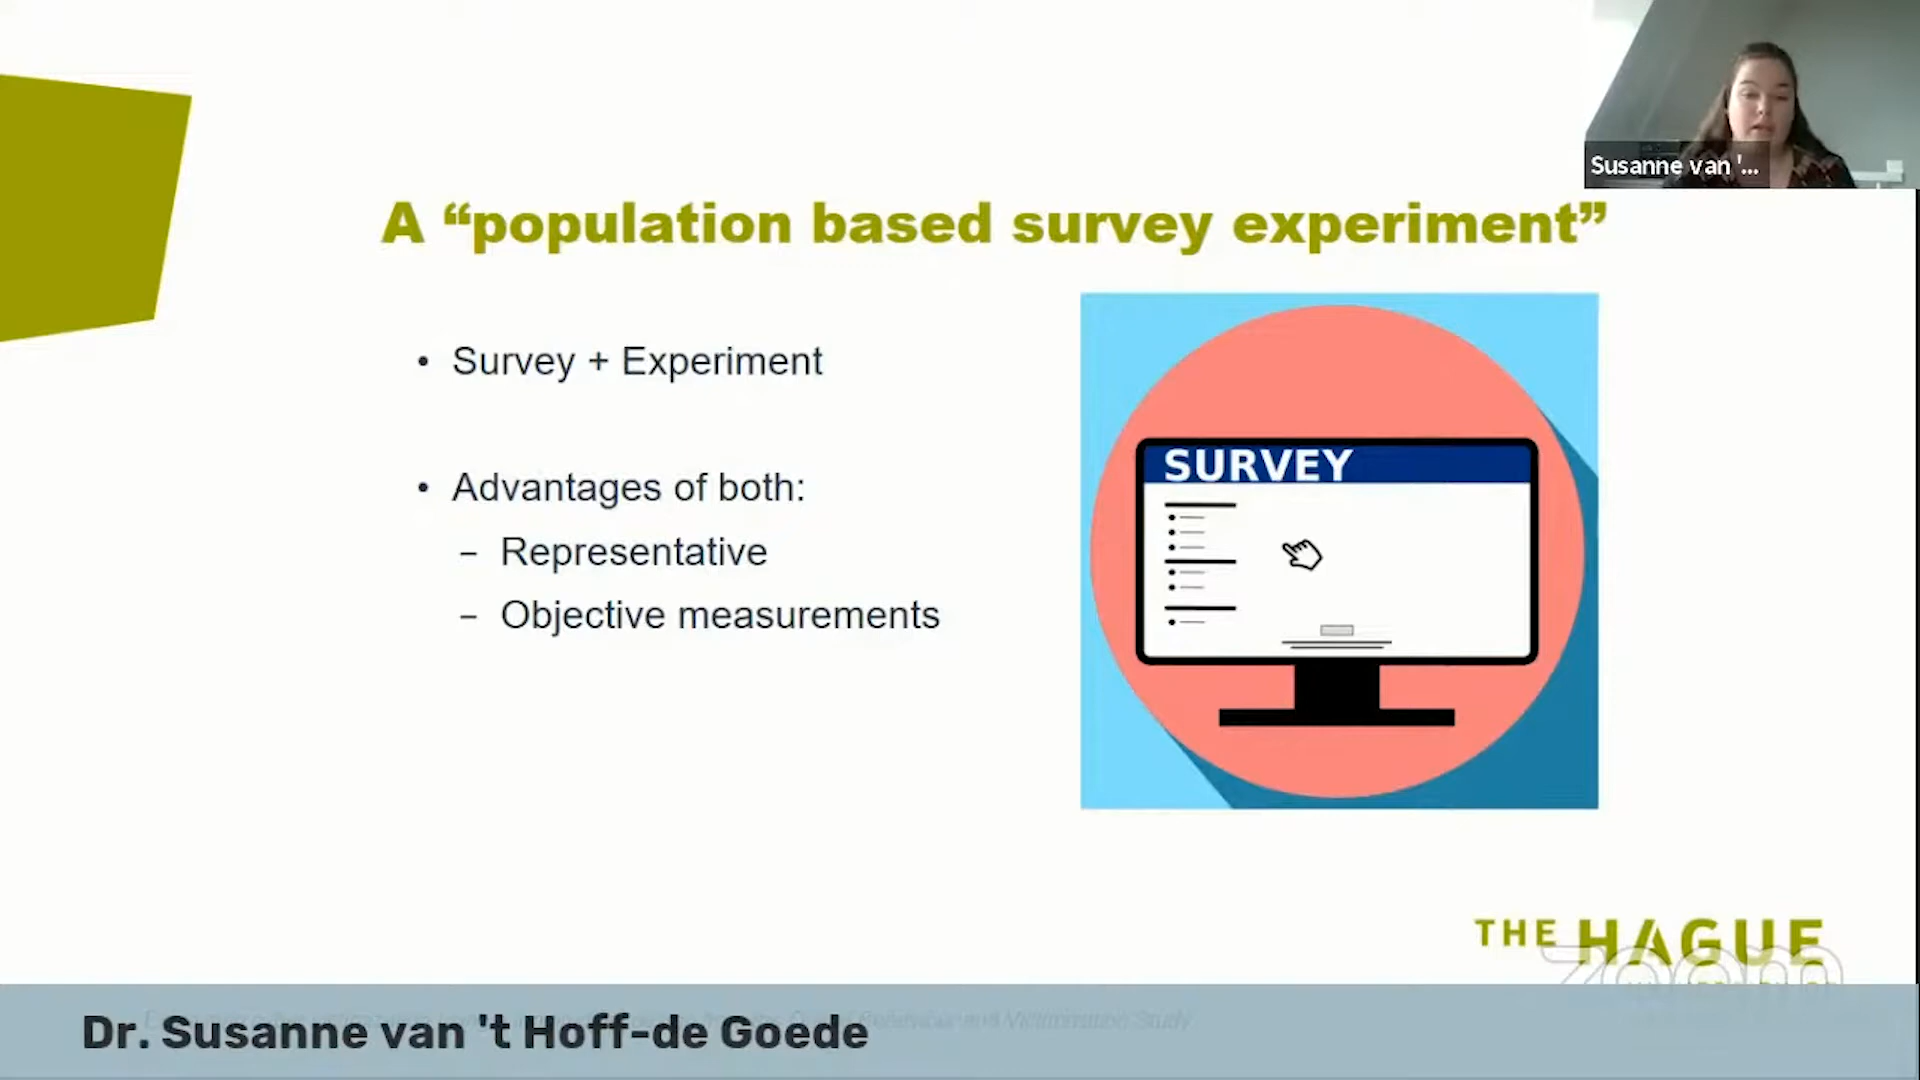 Susanne van '...
A “population based survey experiment”
• Survey + Experiment
• Advantages of both:
– Representative
– Objective measurements
SURVEY
THE HAGUE
zoom
Dr. Susanne van 't Hoff-de Goede